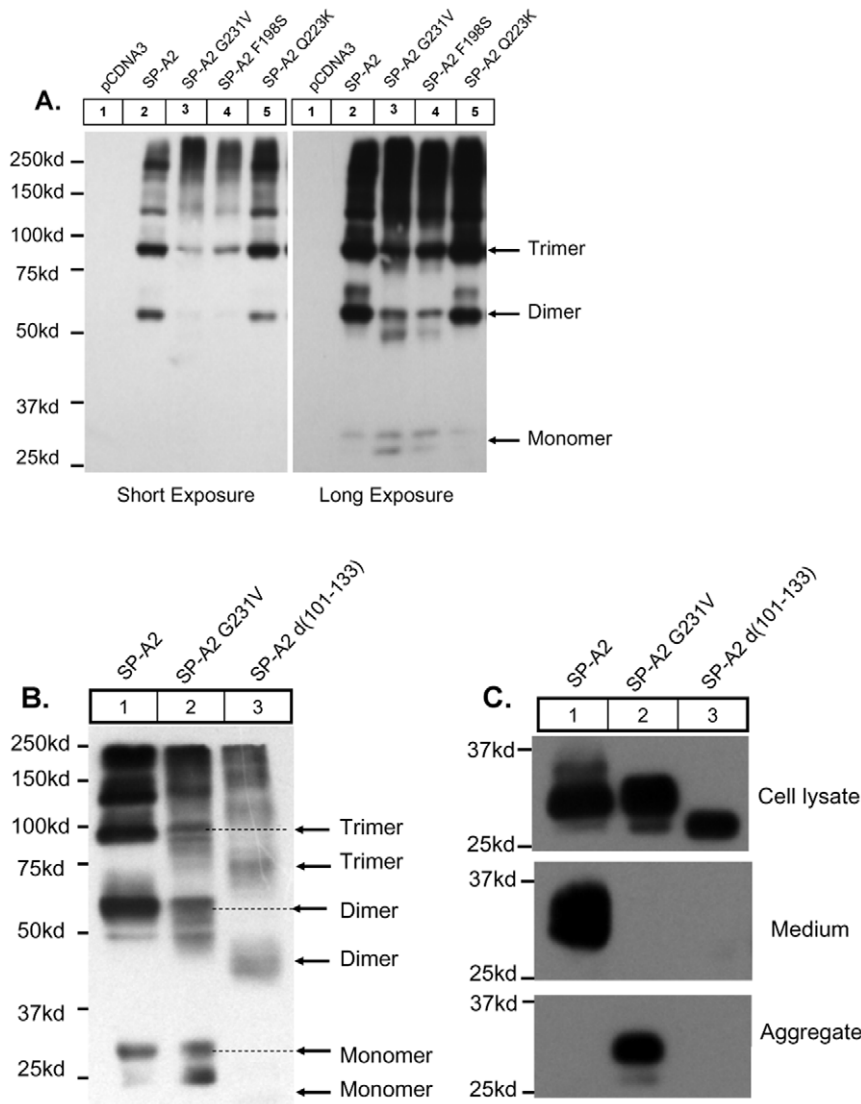 pCDNA3
SP-A2
SP-A2 G231V
SP-A2 F198S
SP-A2 Q223K
pCDNA3
SP-A2
SP-A2 G231V
SP-A2 F198S
SP-A2 Q223K
A.
1 2 3 4 5 1 2 3 4 5
250kd
150kd
100kd
75kd
50kd
37kd
25kd
Trimer
Dimer
Monomer
Short Exposure Long Exposure
SP-A2
SP-A2 G231V
SP-A2 d(101-133)
B.
1 2 3
250kd
150kd
100kd
75kd
50kd
37kd
25kd
Trimer
Trimer
Dimer
Dimer
Monomer
Monomer
SP-A2
SP-A2 G231V
SP-A2 d(101-133)
C.
1 2 3
37kd
25kd
Cell lysate
37kd
25kd
Medium
37kd
25kd
Aggregate